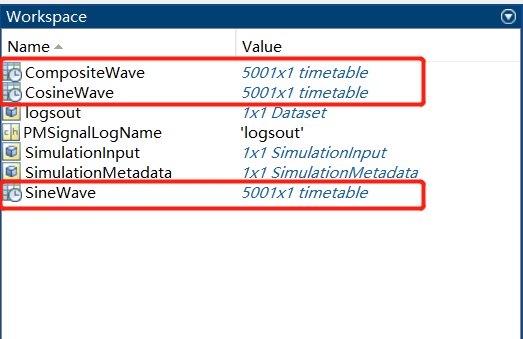 Workspace
Name Value
CompositeWave 5001x1 timetable
CosineWave 5001x1 timetable
logsout 1x1 Dataset
ch PMSignalLogName 'logsout'
SimulationInput 1x1 SimulationInput
SimulationMetadata 1x1 SimulationMetadata
SineWave 5001x1 timetable